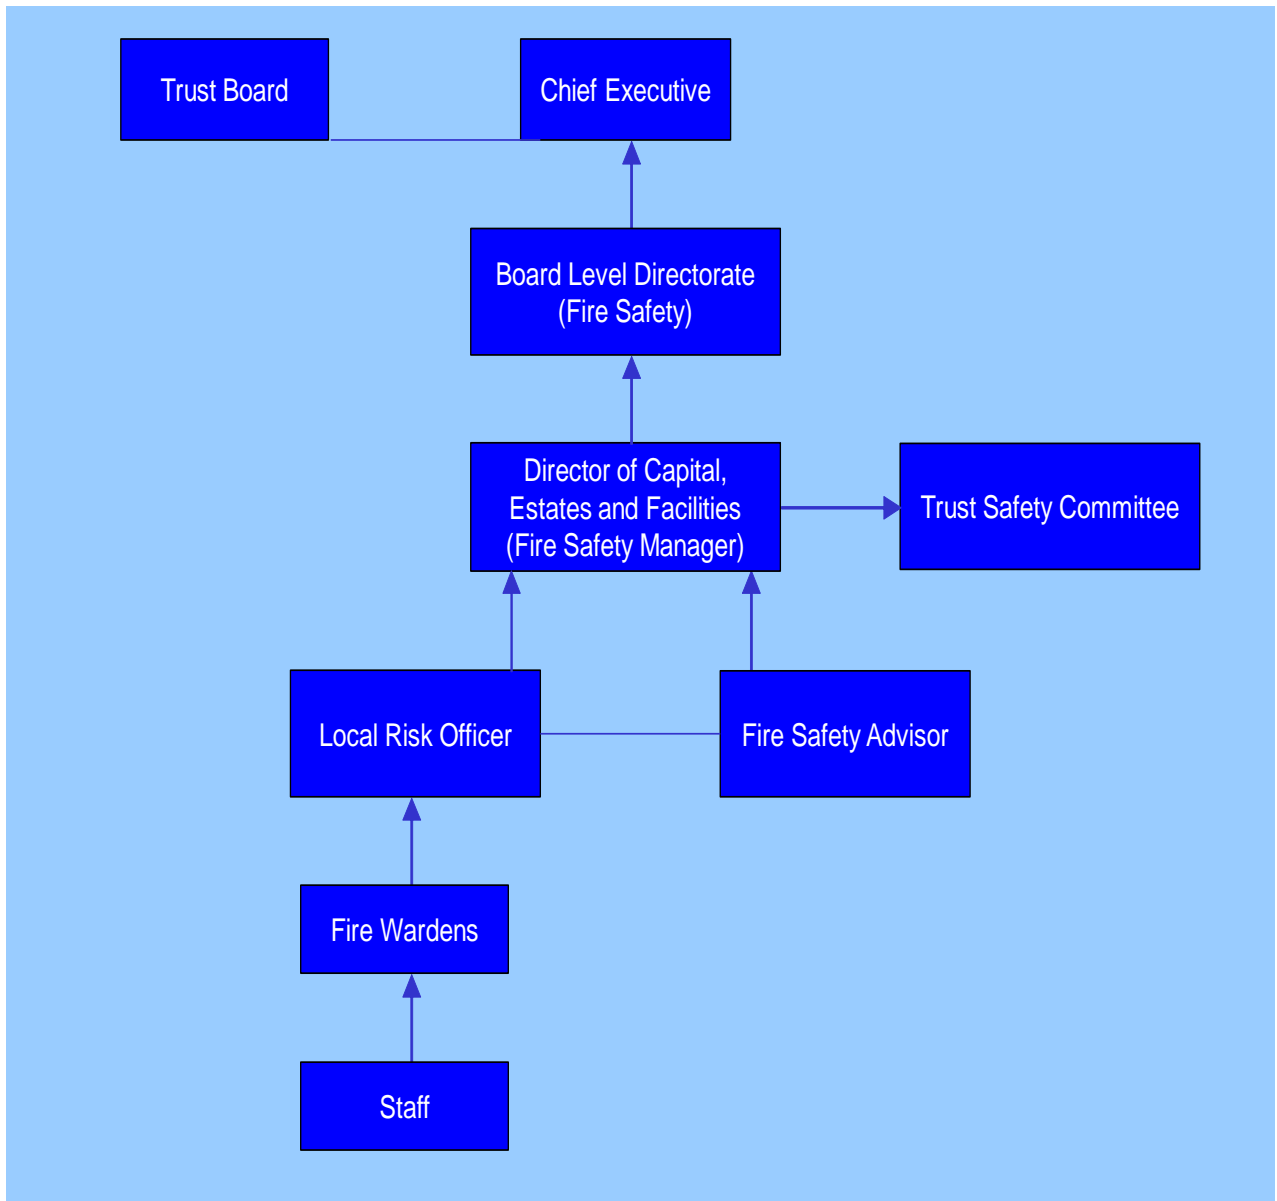 Trust Board
Chief Executive
Board Level Directorate
(Fire Safety)
Director of Capital,
Estates and Facilities
(Fire Safety Manager)
Trust Safety Committee
Local Risk Officer
Fire Safety Advisor
Fire Wardens
Staff